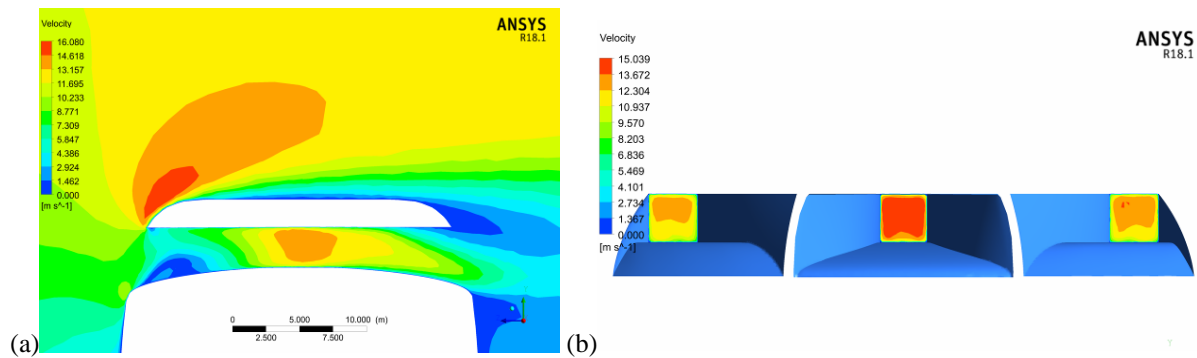 Velocity
16.080
14.618
13.157
11.695
10.233
8.771
7.309
5.847
4.386
2.924
1.462
0.000
[m s^-1]
ANSYS
R18.1
0 5.000 10.000 (m)
2.500 7.500
(a)
Velocity
15.039
13.672
12.304
10.937
9.570
8.203
6.836
5.469
4.101
2.734
1.367
0.000
[m s^-1]
ANSYS
R18.1
Y
(b)